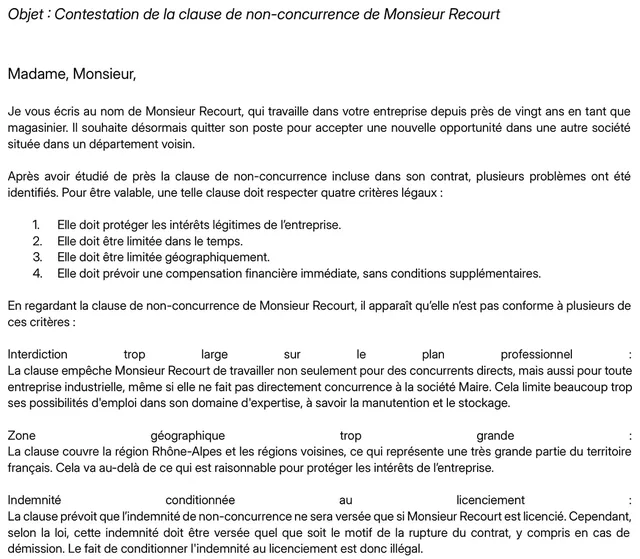 Objet : Contestation de la clause de non-concurrence de Monsieur Recourt
Madame, Monsieur,
Je vous écris au nom de Monsieur Recourt, qui travaille dans votre entreprise depuis près de vingt ans en tant que
magasinier. Il souhaite désormais quitter son poste pour accepter une nouvelle opportunité dans une autre société
située dans un département voisin.
Après avoir étudié de près la clause de non-concurrence incluse dans son contrat, plusieurs problèmes ont été
identifiés. Pour être valable, une telle clause doit respecter quatre critères légaux :
1. Elle doit protéger les intérêts légitimes de l'entreprise.
2. Elle doit être limitée dans le temps.
3. Elle doit être limitée géographiquement.
4. Elle doit prévoir une compensation financière immédiate, sans conditions supplémentaires.
En regardant la clause de non-concurrence de Monsieur Recourt, il apparaît qu'elle n'est pas conforme à plusieurs de
ces critères :
Interdiction trop large sur le plan professionnel :
La clause empêche Monsieur Recourt de travailler non seulement pour des concurrents directs, mais aussi pour toute
entreprise industrielle, même si elle ne fait pas directement concurrence à la société Maire. Cela limite beaucoup trop
ses possibilités d'emploi dans son domaine d'expertise, à savoir la manutention et le stockage.
Zone géographique trop grande :
La clause couvre la région Rhône-Alpes et les régions voisines, ce qui représente une très grande partie du territoire
français. Cela va au-delà de ce qui est raisonnable pour protéger les intérêts de l'entreprise.
Indemnité conditionnée au licenciement :
La clause prévoit que l'indemnité de non-concurrence ne sera versée que si Monsieur Recourt est licencié. Cependant,
selon la loi, cette indemnité doit être versée quel que soit le motif de la rupture du contrat, y compris en cas de
démission. Le fait de conditionner l'indemnité au licenciement est donc illégal.